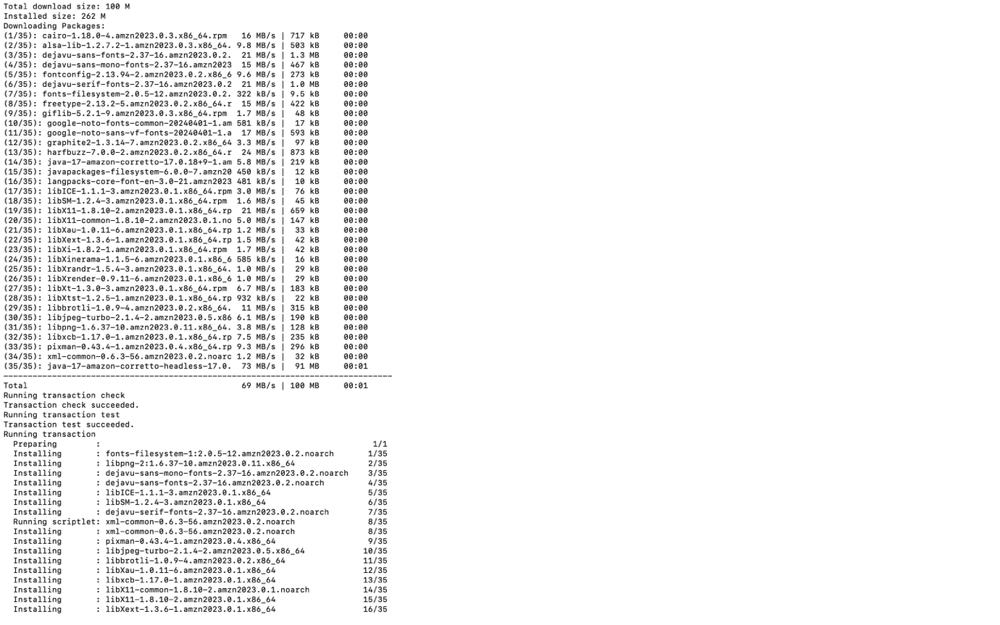 Total download size: 100 M
Installed size: 262 M
Downloading Packages:
(1/35): cairo-1.18.0-4.amzn2023.0.3.x86_64.rpm   16 MB/s | 717 kB     00:00
(2/35): alsa-lib-1.2.7.2-1.amzn2023.0.3.x86_64. 9.8 MB/s | 503 kB     00:00
(3/35): dejavu-sans-fonts-2.37-16.amzn2023.0.2.  21 MB/s | 1.3 MB     00:00
(4/35): dejavu-sans-mono-fonts-2.37-16.amzn2023  15 MB/s | 467 kB     00:00
(5/35): fontconfig-2.13.94-2.amzn2023.0.2.x86_6 9.6 MB/s | 273 kB     00:00
(6/35): dejavu-serif-fonts-2.37-16.amzn2023.0.2  21 MB/s | 1.0 MB     00:00
(7/35): fonts-filesystem-2.0.5-12.amzn2023.0.2. 322 kB/s | 9.5 kB     00:00
(8/35): freetype-2.13.2-5.amzn2023.0.2.x86_64.r  15 MB/s | 422 kB     00:00
(9/35): giflib-5.2.1-9.amzn2023.0.3.x86_64.rpm  1.7 MB/s |  48 kB     00:00
(10/35): google-noto-fonts-common-20240401-1.am 581 kB/s |  17 kB     00:00
(11/35): google-noto-sans-vf-fonts-20240401-1.a  17 MB/s | 593 kB     00:00
(12/35): graphite2-1.3.14-7.amzn2023.0.2.x86_64 3.3 MB/s |  97 kB     00:00
(13/35): harfbuzz-7.0.0-2.amzn2023.0.2.x86_64.r  24 MB/s | 873 kB     00:00
(14/35): java-17-amazon-corretto-17.0.18+9-1.am 5.8 MB/s | 219 kB     00:00
(15/35): javapackages-filesystem-6.0.0-7.amzn20 450 kB/s |  12 kB     00:00
(16/35): langpacks-core-font-en-3.0-21.amzn2023 481 kB/s |  10 kB     00:00
(17/35): libICE-1.1.1-3.amzn2023.0.1.x86_64.rpm 3.0 MB/s |  76 kB     00:00
(18/35): libSM-1.2.4-3.amzn2023.0.1.x86_64.rpm  1.6 MB/s |  45 kB     00:00
(19/35): libX11-1.8.10-2.amzn2023.0.1.x86_64.rp  21 MB/s | 659 kB     00:00
(20/35): libX11-common-1.8.10-2.amzn2023.0.1.no 5.0 MB/s | 147 kB     00:00
(21/35): libXau-1.0.11-6.amzn2023.0.1.x86_64.rp 1.2 MB/s |  33 kB     00:00
(22/35): libXext-1.3.6-1.amzn2023.0.1.x86_64.rp 1.5 MB/s |  42 kB     00:00
(23/35): libXi-1.8.2-1.amzn2023.0.1.x86_64.rpm  1.7 MB/s |  42 kB     00:00
(24/35): libXinerama-1.1.5-6.amzn2023.0.1.x86_6 585 kB/s |  16 kB     00:00
(25/35): libXrandr-1.5.4-3.amzn2023.0.1.x86_64. 1.0 MB/s |  29 kB     00:00
(26/35): libXrender-0.9.11-6.amzn2023.0.1.x86_6 1.0 MB/s |  29 kB     00:00
(27/35): libXt-1.3.0-3.amzn2023.0.1.x86_64.rpm  6.7 MB/s | 183 kB     00:00
(28/35): libXtst-1.2.5-1.amzn2023.0.1.x86_64.rp 932 kB/s |  22 kB     00:00
(29/35): libbrotli-1.0.9-4.amzn2023.0.2.x86_64.  11 MB/s | 315 kB     00:00
(30/35): libjpeg-turbo-2.1.4-2.amzn2023.0.5.x86 6.1 MB/s | 190 kB     00:00
(31/35): libpng-1.6.37-10.amzn2023.0.11.x86_64. 3.8 MB/s | 128 kB     00:00
(32/35): libxcb-1.17.0-1.amzn2023.0.1.x86_64.rp 7.5 MB/s | 235 kB     00:00
(33/35): pixman-0.43.4-1.amzn2023.0.4.x86_64.rp 9.3 MB/s | 296 kB     00:00
(34/35): xml-common-0.6.3-56.amzn2023.0.2.noarc 1.2 MB/s |  32 kB     00:00
(35/35): java-17-amazon-corretto-headless-17.0.  73 MB/s |  91 MB     00:01
--------------------------------------------------------------------------------
Total                                            69 MB/s | 100 MB     00:01
Running transaction check
Transaction check succeeded.
Running transaction test
Transaction test succeeded.
Running transaction
  Preparing        :                                                        1/1
  Installing       : fonts-filesystem-1:2.0.5-12.amzn2023.0.2.noarch       1/35
  Installing       : libpng-2:1.6.37-10.amzn2023.0.11.x86_64               2/35
  Installing       : dejavu-sans-mono-fonts-2.37-16.amzn2023.0.2.noarch    3/35
  Installing       : dejavu-sans-fonts-2.37-16.amzn2023.0.2.noarch         4/35
  Installing       : libICE-1.1.1-3.amzn2023.0.1.x86_64                    5/35
  Installing       : libSM-1.2.4-3.amzn2023.0.1.x86_64                     6/35
  Installing       : dejavu-serif-fonts-2.37-16.amzn2023.0.2.noarch        7/35
  Running scriptlet: xml-common-0.6.3-56.amzn2023.0.2.noarch               8/35
  Installing       : xml-common-0.6.3-56.amzn2023.0.2.noarch               8/35
  Installing       : pixman-0.43.4-1.amzn2023.0.4.x86_64                   9/35
  Installing       : libjpeg-turbo-2.1.4-2.amzn2023.0.5.x86_64            10/35
  Installing       : libbrotli-1.0.9-4.amzn2023.0.2.x86_64                11/35
  Installing       : libXau-1.0.11-6.amzn2023.0.1.x86_64                  12/35
  Installing       : libxcb-1.17.0-1.amzn2023.0.1.x86_64                  13/35
  Installing       : libX11-common-1.8.10-2.amzn2023.0.1.noarch           14/35
  Installing       : libX11-1.8.10-2.amzn2023.0.1.x86_64                  15/35
  Installing       : libXext-1.3.6-1.amzn2023.0.1.x86_64                  16/35